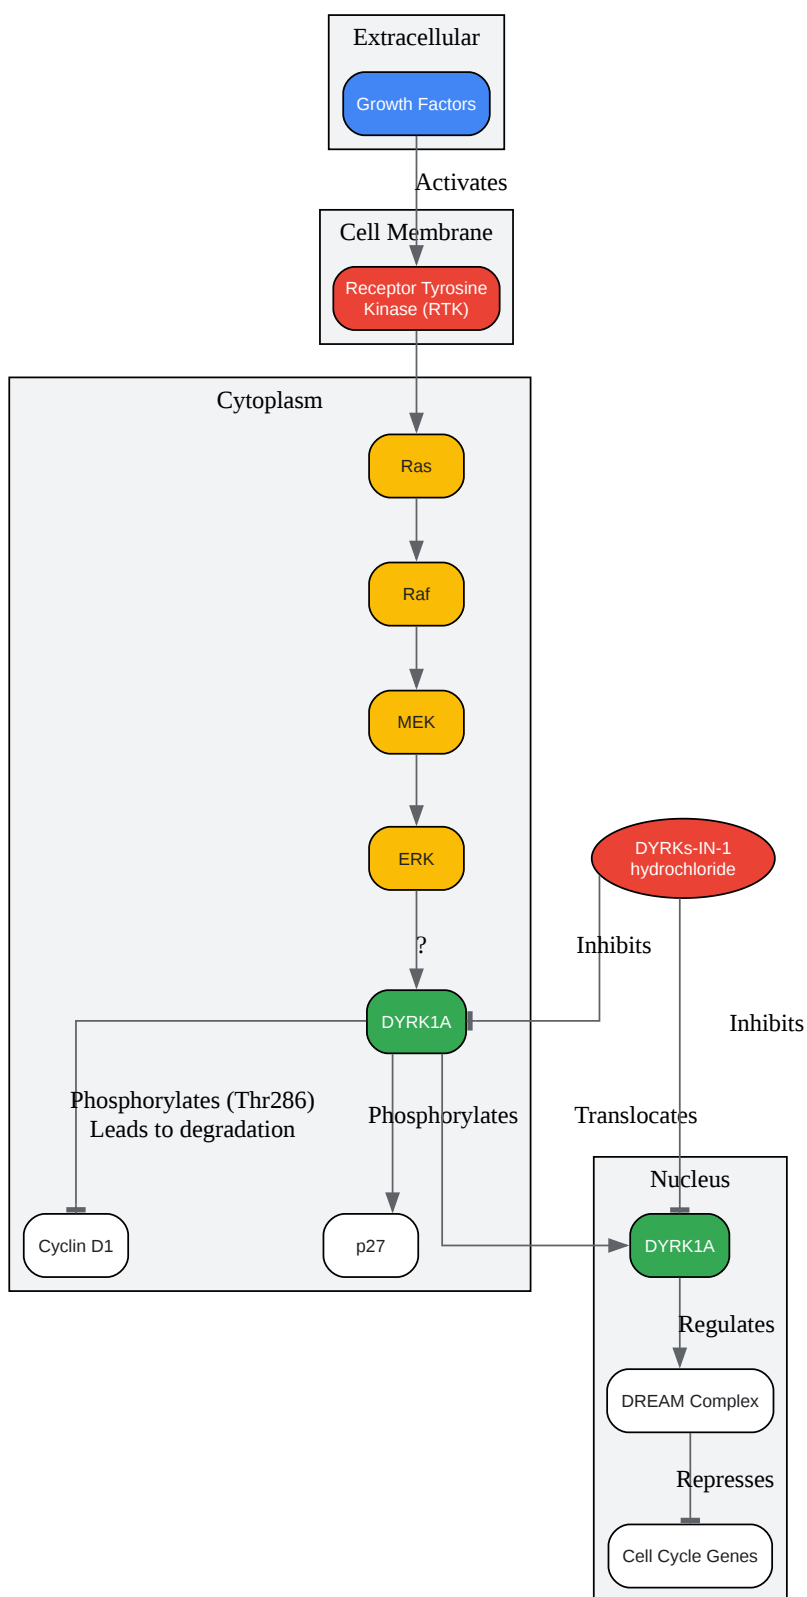 Extracellular
Growth Factors
Activates
Cell Membrane
Receptor Tyrosine
Kinase (RTK)
Cytoplasm
Ras
Raf
MEK
ERK
DYRKs-IN-1
hydrochloride
?
Inhibits
DYRK1A
Inhibits
Phosphorylates (Thr286)
Leads to degradation
Phosphorylates
Translocates
Nucleus
Cyclin D1
p27
DYRK1A
Regulates
DREAM Complex
Represses
Cell Cycle Genes